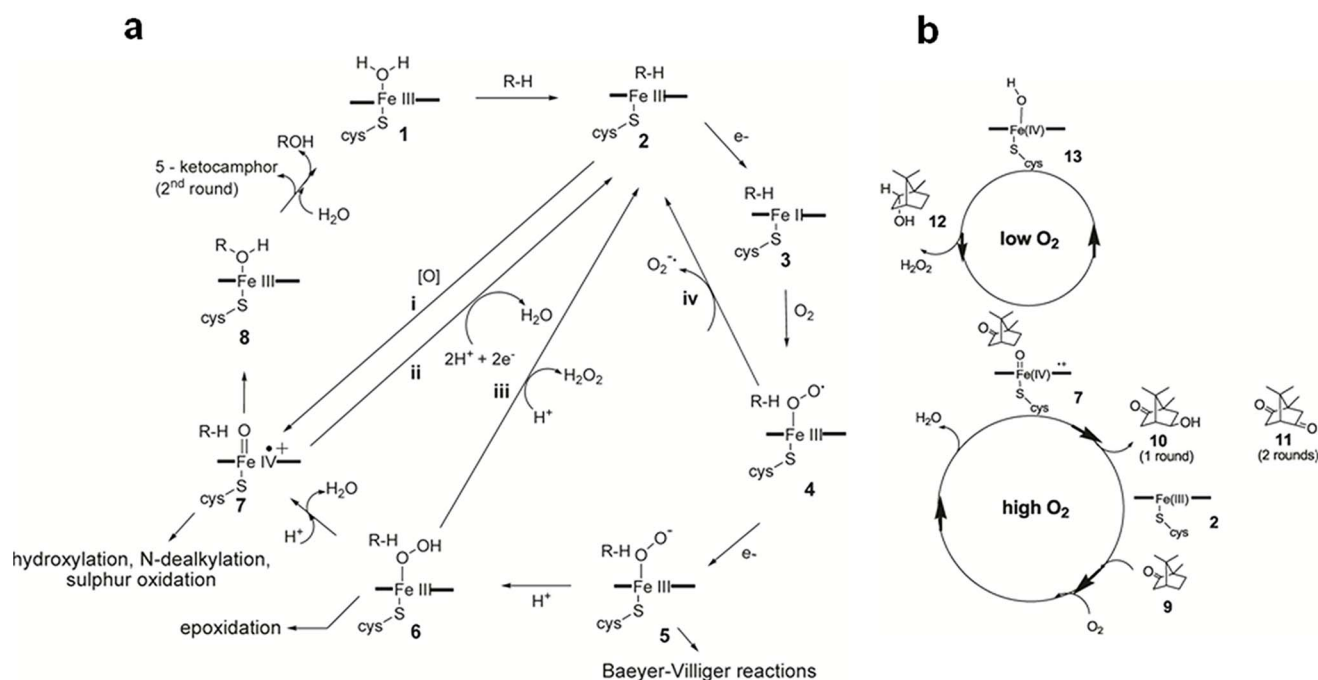 a
H H
O
Fe III
S
cys
1
R-H
R-H
Fe III
S
cys
2
e-
R-H
Fe II
S
cys
3
O2
R-H
O O•
Fe III
S
cys
4
e-
R-H
O O-
Fe III
S
cys
5
Baeyer-Villiger reactions
H+
R-H
O OH
Fe III
S
cys
6
epoxidation
H+
H2O
R-H
O
Fe IV •+
S
cys
7
hydroxylation, N-dealkylation,
sulphur oxidation
R H
O
Fe III
S
cys
8
H2O
5 - ketocamphor
(2nd round)
ROH
[O]
i
ii
2H+ + 2e-
H2O
iii
H+
H2O2
iv
O2-•
b
H
O
Fe(IV)
S
cys
13
H
OH
12
H2O2
low O2
O
O
Fe(IV) •+
S
cys
7
H2O
O OH
10
(1 round)
O O
11
(2 rounds)
high O2
Fe(III)
S
cys
2
O
9
O2